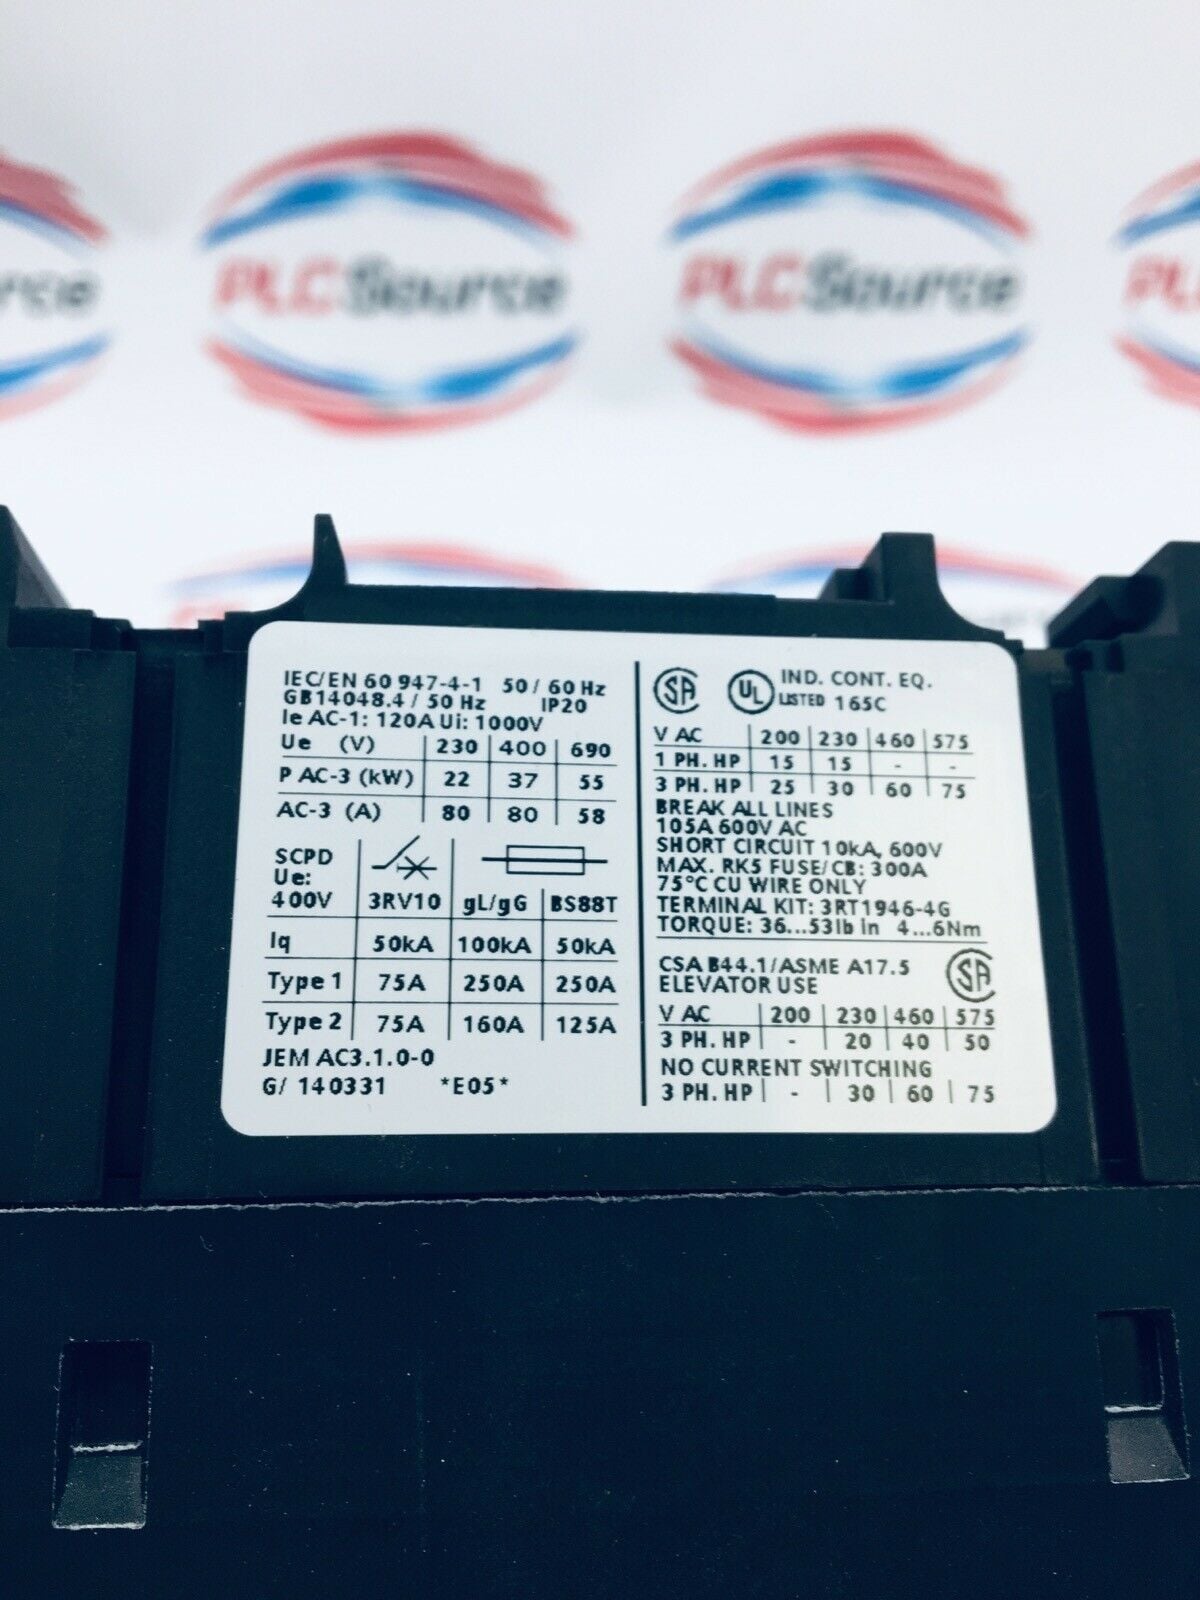 rce
PLCSource
PLCSource
PLC
IEC/EN 60 947-4-1 50 / 60 Hz
GB14048.4 / 50 Hz IP20
Ie AC-1: 120A Ui: 1000V
Ue (V) 230 400 690
P AC-3 (kW) 22 37 55
AC-3 (A) 80 80 58
SCPD
Ue:
400V 3RV10 gL/gG BS88T
Iq 50kA 100kA 50kA
Type 1 75A 250A 250A
Type 2 75A 160A 125A
JEM AC3.1.0-0
G/ 140331 *E05*
SA UL IND. CONT. EQ.
LISTED 165C
V AC 200 230 460 575
1 PH. HP 15 15 - -
3 PH. HP 25 30 60 75
BREAK ALL LINES
105A 600V AC
SHORT CIRCUIT 10kA, 600V
MAX. RK5 FUSE/CB: 300A
75°C CU WIRE ONLY
TERMINAL KIT: 3RT1946-4G
TORQUE: 36...53lb in 4...6Nm
CSA B44.1/ASME A17.5 SA
ELEVATOR USE
V AC 200 230 460 575
3 PH. HP - 20 40 50
NO CURRENT SWITCHING
3 PH. HP - 30 60 75